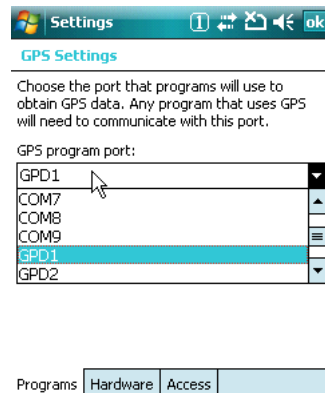 Settings 1 ok
GPS Settings
Choose the port that programs will use to
obtain GPS data. Any program that uses GPS
will need to communicate with this port.
GPS program port:
GPD1
COM7
COM8
COM9
GPD1
GPD2
Programs Hardware Access